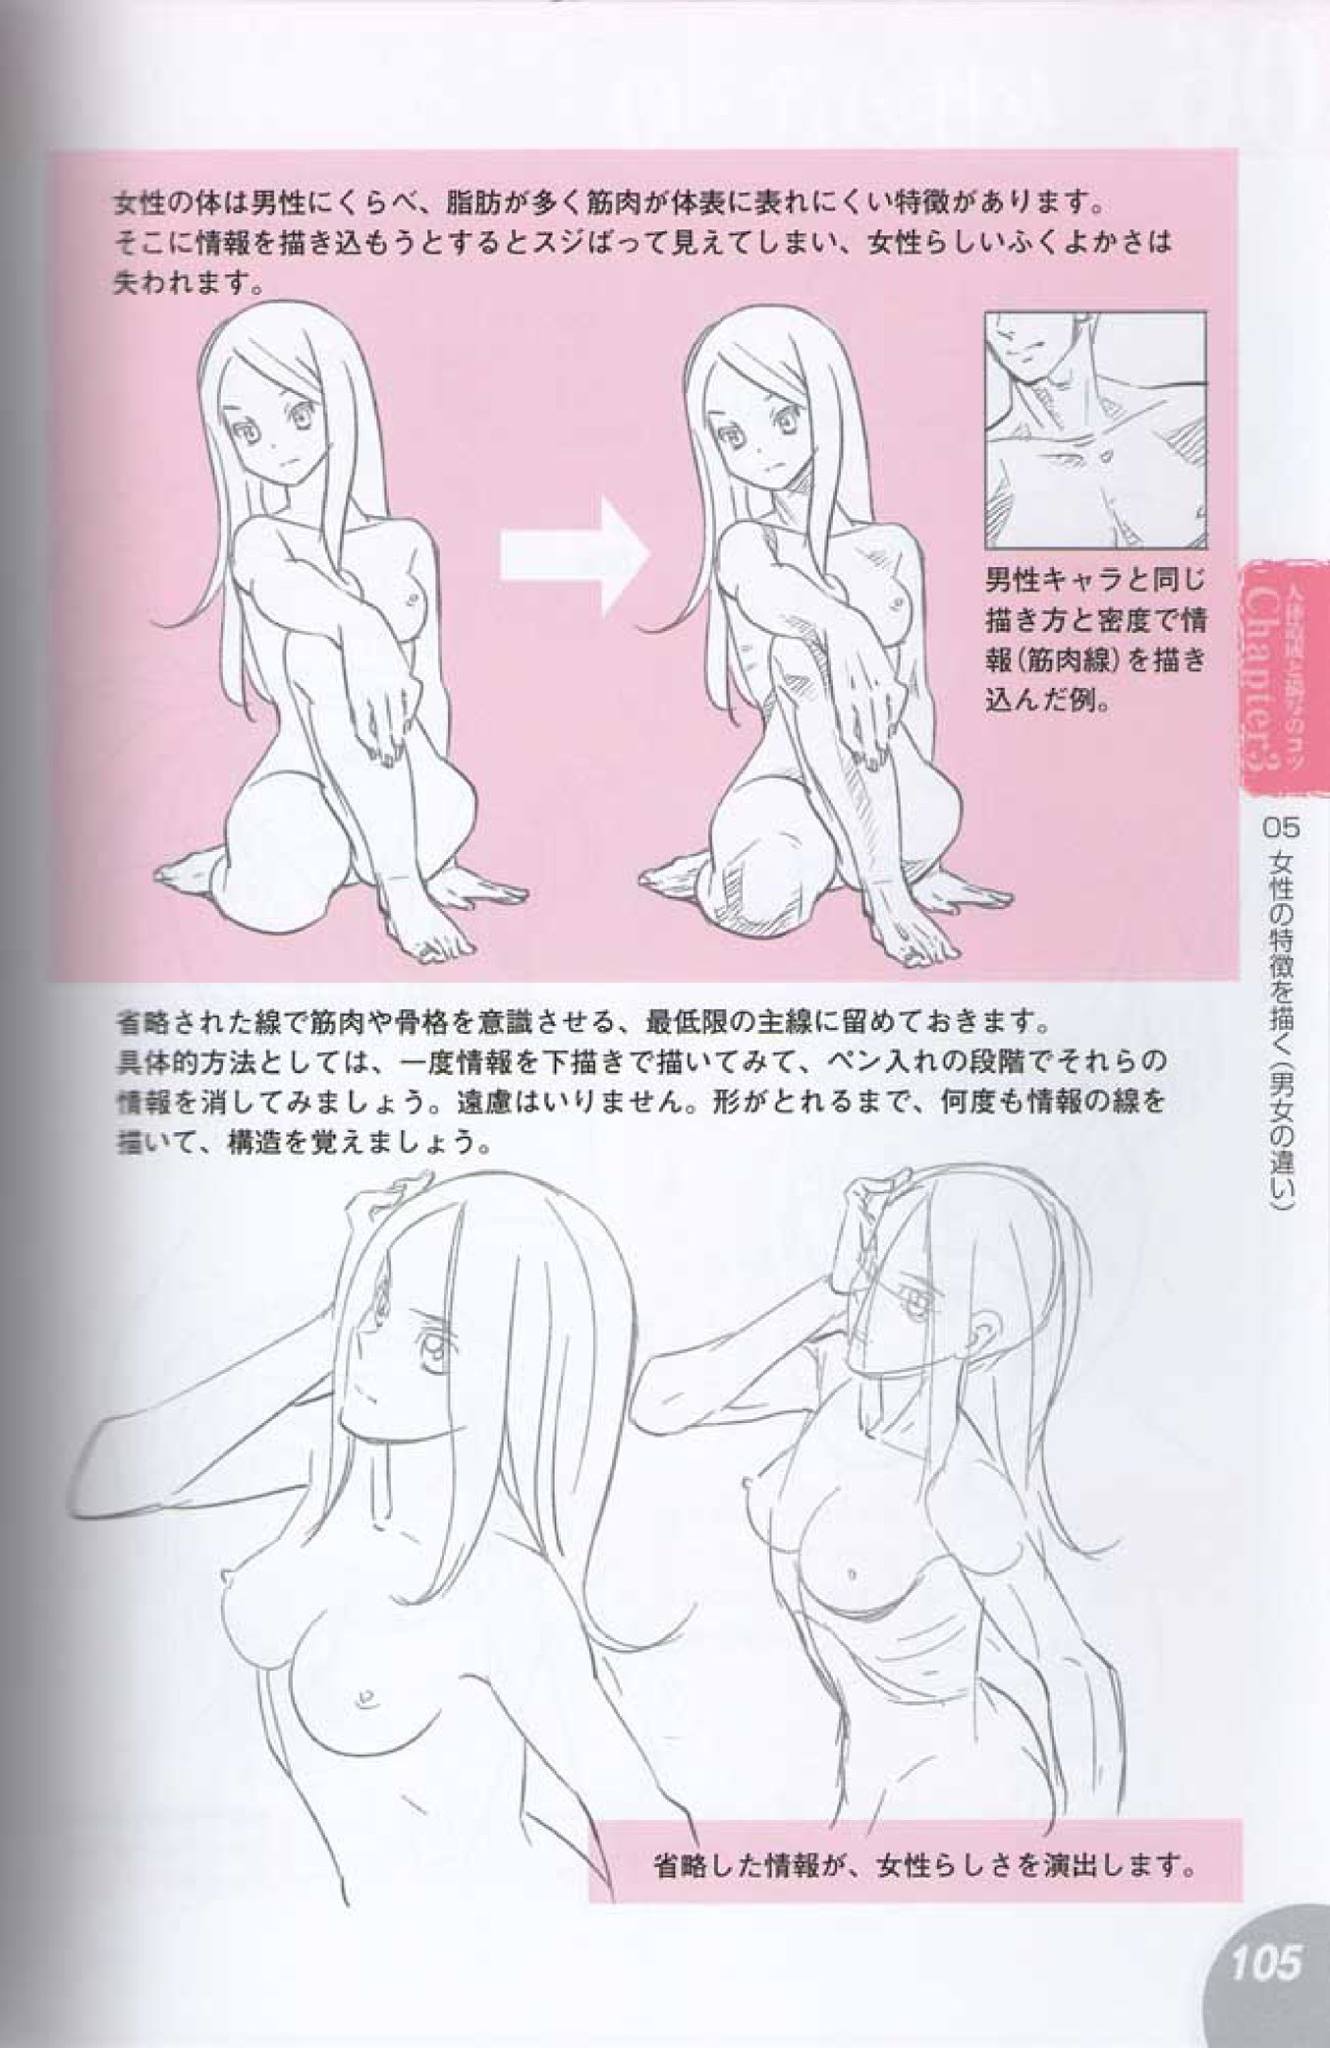 女性の体は男性にくらべ、脂肪が多く筋肉が体表に表れにくい特徴があります。
そこに情報を描き込もうとするとスジばって見えてしまい、女性らしいふくよかさは
失われます。
男性キャラと同じ
描き方と密度で情
報(筋肉線)を描き
込んだ例。
Chapter3
05 女性の特徴を描く(男女の違い)
省略された線で筋肉や骨格を意識させる、最低限の主線に留めておきます。
具体的方法としては、一度情報を下描きで描いてみて、ペン入れの段階でそれらの
情報を消してみましょう。遠慮はいりません。形がとれるまで、何度も情報の線を
描いて、構造を覚えましょう。
省略した情報が、女性らしさを演出します。
105